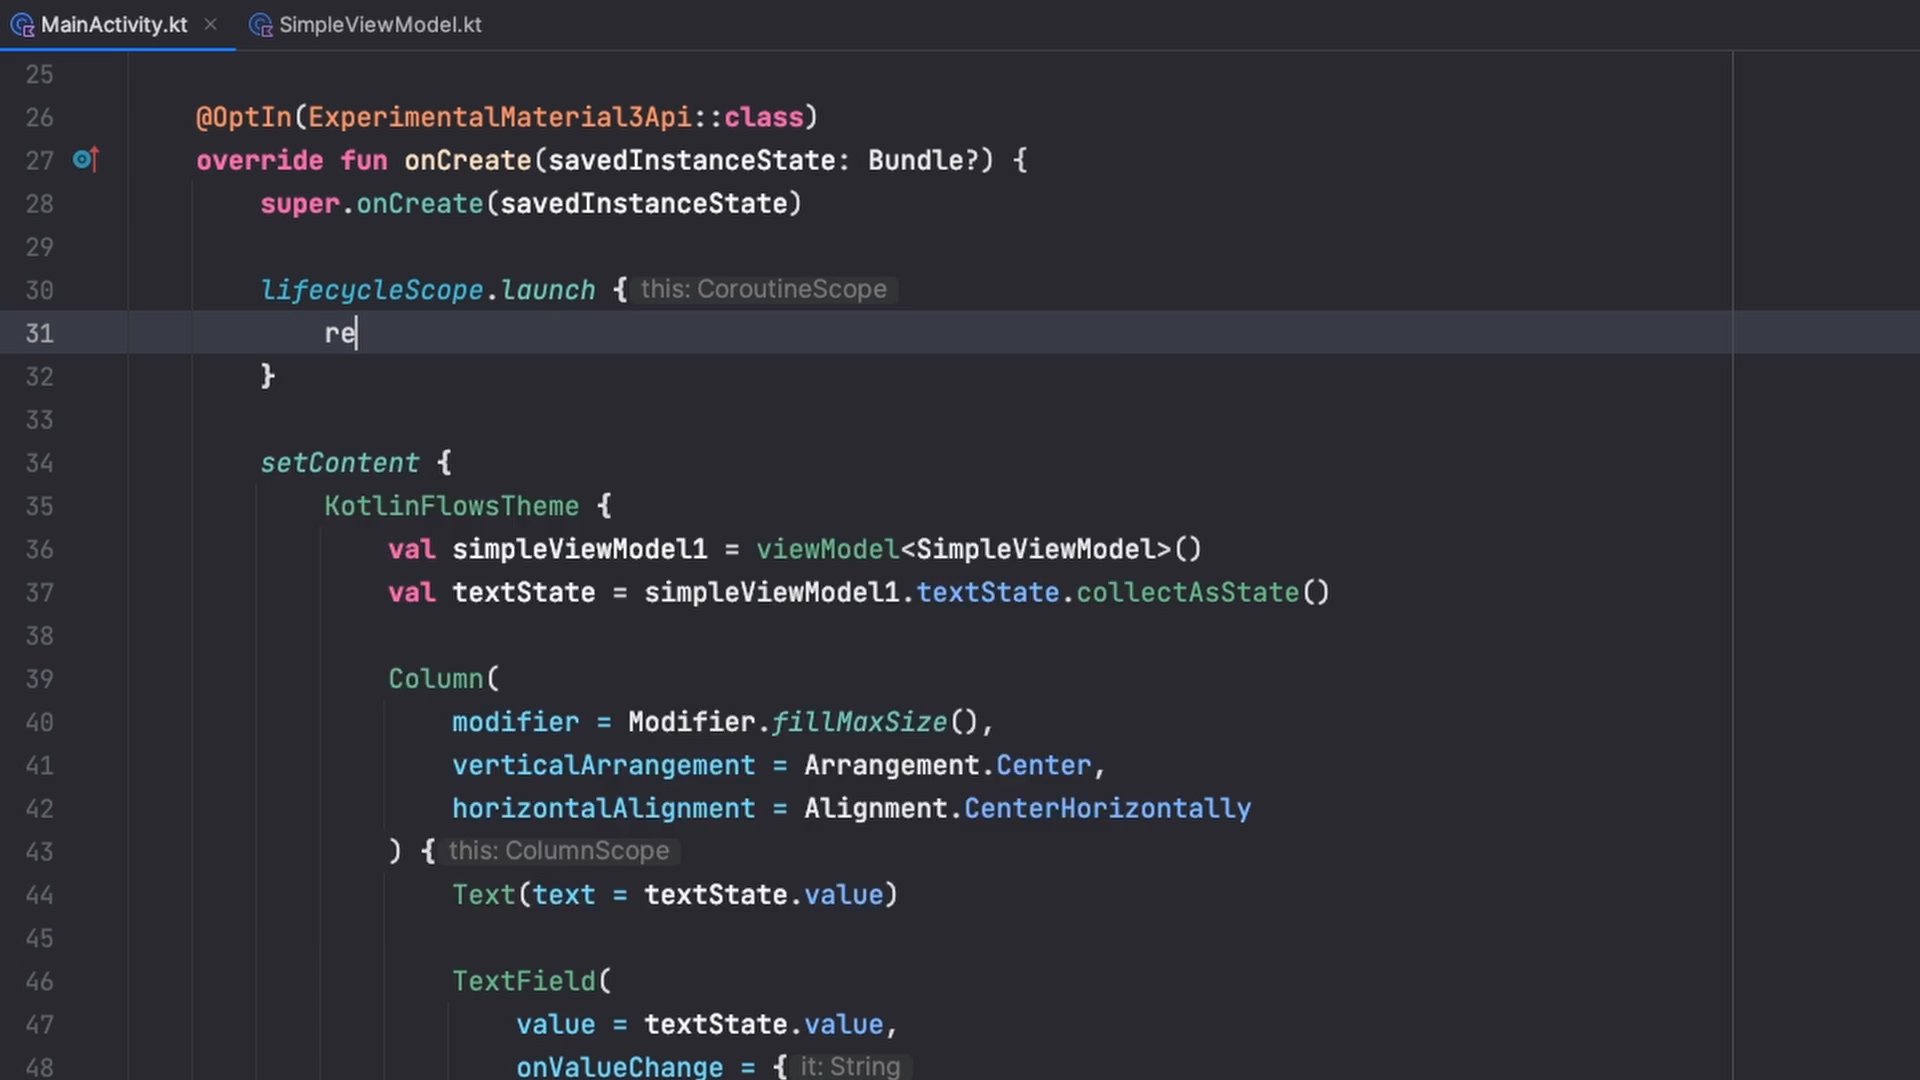 MainActivity.kt × SimpleViewModel.kt
25
26 @OptIn(ExperimentalMaterial3Api::class)
27 override fun onCreate(savedInstanceState: Bundle?) {
28 super.onCreate(savedInstanceState)
29
30 lifecycleScope.launch { this: CoroutineScope
31 re
32 }
33
34 setContent {
35 KotlinFlowsTheme {
36 val simpleViewModel1 = viewModel<SimpleViewModel>()
37 val textState = simpleViewModel1.textState.collectAsState()
38
39 Column(
40 modifier = Modifier.fillMaxSize(),
41 verticalArrangement = Arrangement.Center,
42 horizontalAlignment = Alignment.CenterHorizontally
43 ) { this: ColumnScope
44 Text(text = textState.value)
45
46 TextField(
47 value = textState.value,
48 onValueChange = { it: String